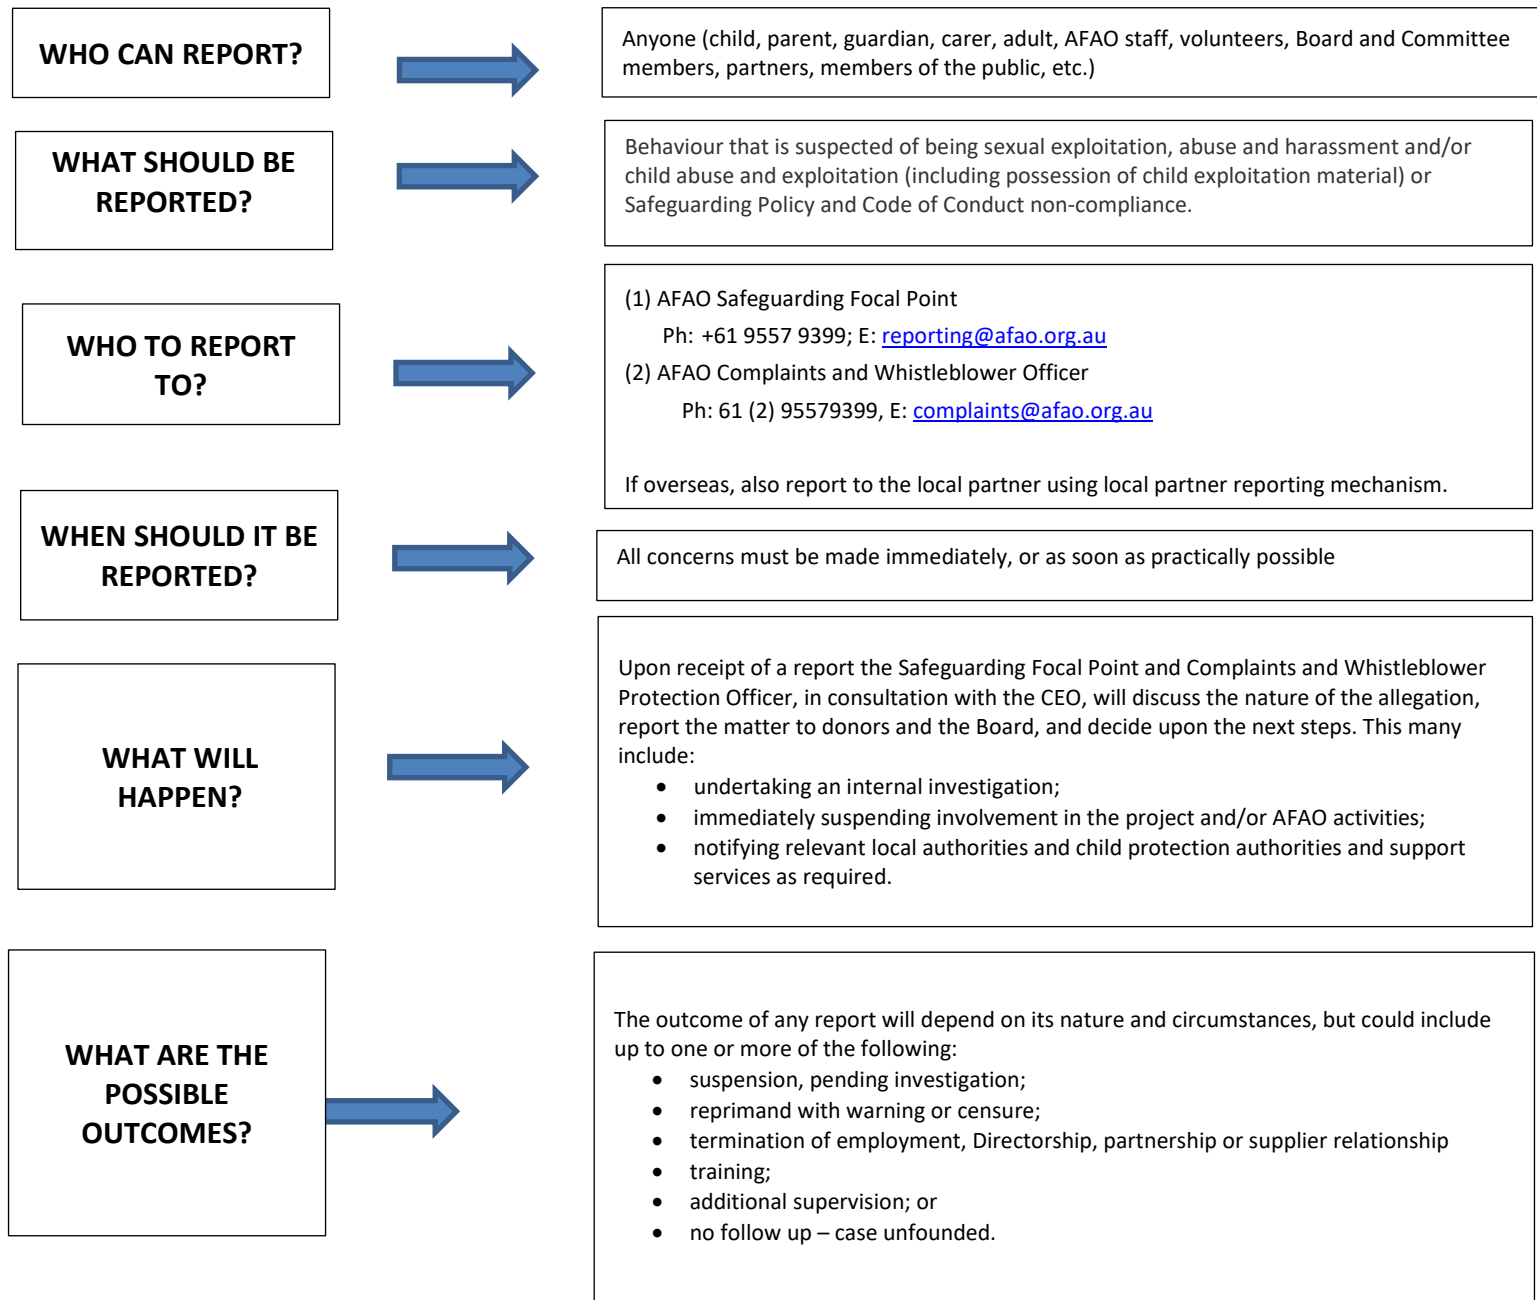 WHO CAN REPORT?
Anyone (child, parent, guardian, carer, adult, AFAO staff, volunteers, Board and Committee
members, partners, members of the public, etc.)
WHAT SHOULD BE
REPORTED?
Behaviour that is suspected of being sexual exploitation, abuse and harassment and/or
child abuse and exploitation (including possession of child exploitation material) or
Safeguarding Policy and Code of Conduct non-compliance.
WHO TO REPORT
TO?
(1) AFAO Safeguarding Focal Point
Ph: +61 9557 9399; E: reporting@afao.org.au
(2) AFAO Complaints and Whistleblower Officer
Ph: 61 (2) 95579399, E: complaints@afao.org.au
If overseas, also report to the local partner using local partner reporting mechanism.
WHEN SHOULD IT BE
REPORTED?
All concerns must be made immediately, or as soon as practically possible
WHAT WILL
HAPPEN?
Upon receipt of a report the Safeguarding Focal Point and Complaints and Whistleblower
Protection Officer, in consultation with the CEO, will discuss the nature of the allegation,
report the matter to donors and the Board, and decide upon the next steps. This many
include:
• undertaking an internal investigation;
• immediately suspending involvement in the project and/or AFAO activities;
• notifying relevant local authorities and child protection authorities and support
services as required.
WHAT ARE THE
POSSIBLE
OUTCOMES?
The outcome of any report will depend on its nature and circumstances, but could include
up to one or more of the following:
• suspension, pending investigation;
• reprimand with warning or censure;
• termination of employment, Directorship, partnership or supplier relationship
• training;
• additional supervision; or
• no follow up – case unfounded.